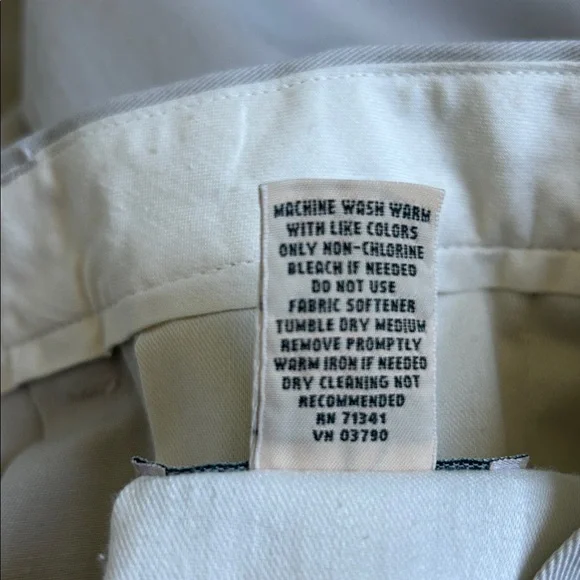 MACHINE WASH WARM
WITH LIKE COLORS
ONLY NON-CHLORINE
BLEACH IF NEEDED
DO NOT USE
FABRIC SOFTENER
TUMBLE DRY MEDIUM
REMOVE PROMPTLY
WARM IRON IF NEEDED
DRY CLEANING NOT
RECOMMENDED
RN 71341
VN 03790